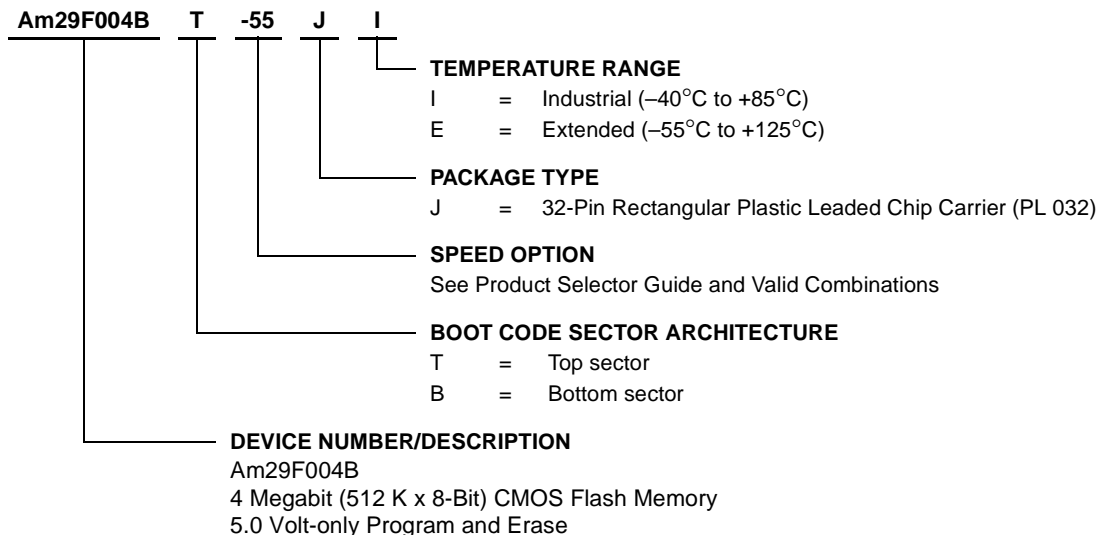 Am29F004B T -55 J I
TEMPERATURE RANGE
I = Industrial (–40°C to +85°C)
E = Extended (–55°C to +125°C)
PACKAGE TYPE
J = 32-Pin Rectangular Plastic Leaded Chip Carrier (PL 032)
SPEED OPTION
See Product Selector Guide and Valid Combinations
BOOT CODE SECTOR ARCHITECTURE
T = Top sector
B = Bottom sector
DEVICE NUMBER/DESCRIPTION
Am29F004B
4 Megabit (512 K x 8-Bit) CMOS Flash Memory
5.0 Volt-only Program and Erase